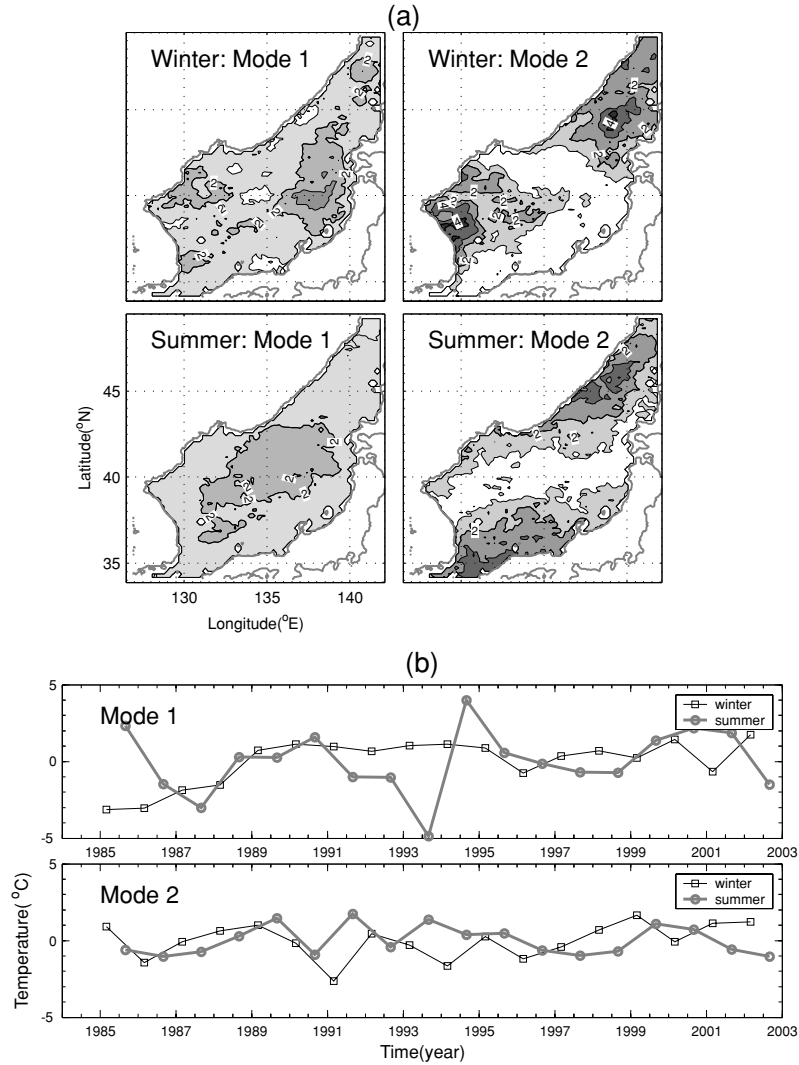 (a)
Winter: Mode 1
Winter: Mode 2
Summer: Mode 1
Summer: Mode 2
45
40
35
Latitude(°N)
130 135 140
Longitude(°E)
(b)
5
0
-5
Mode 1
winter
summer
1985 1987 1989 1991 1993 1995 1997 1999 2001 2003
5
0
-5
Mode 2
winter
summer
1985 1987 1989 1991 1993 1995 1997 1999 2001 2003
Temperature( °C)
Time(year)